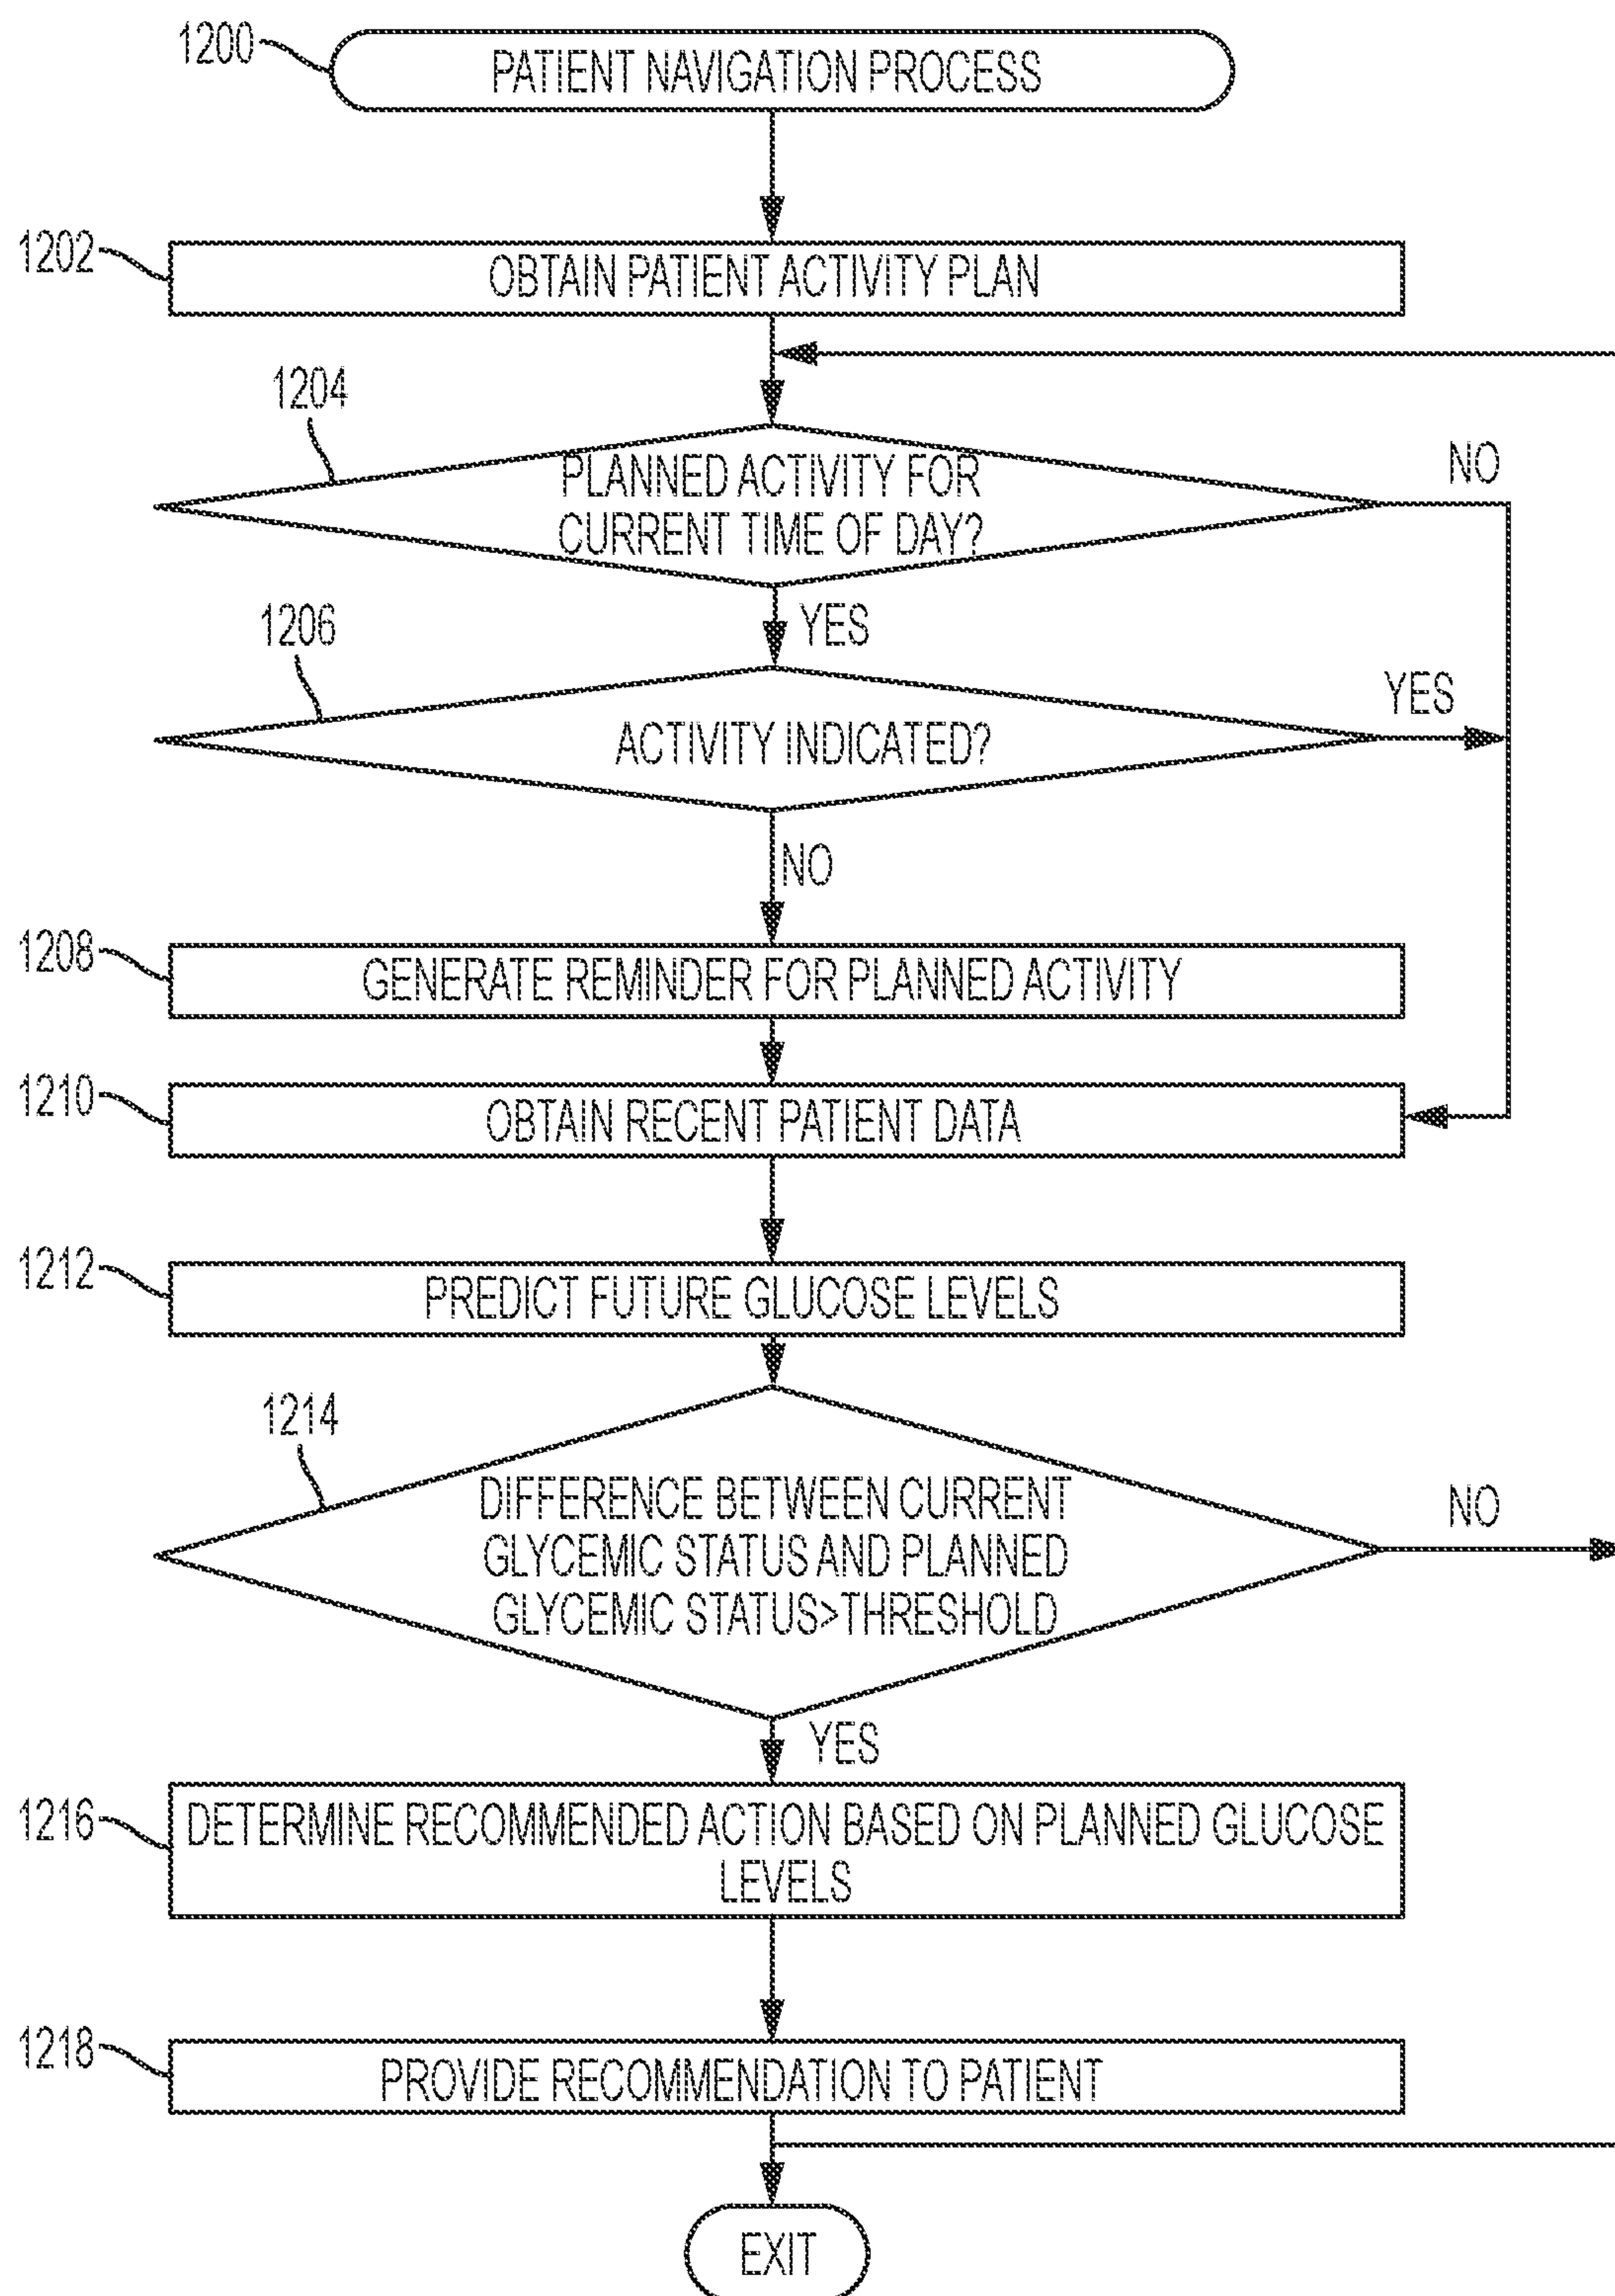 1200
PATIENT NAVIGATION PROCESS
1202
OBTAIN PATIENT ACTIVITY PLAN
1204
PLANNED ACTIVITY FOR
CURRENT TIME OF DAY?
NO
YES
1206
ACTIVITY INDICATED?
YES
NO
1208
GENERATE REMINDER FOR PLANNED ACTIVITY
1210
OBTAIN RECENT PATIENT DATA
1212
PREDICT FUTURE GLUCOSE LEVELS
1214
DIFFERENCE BETWEEN CURRENT
GLYCEMIC STATUS AND PLANNED
GLYCEMIC STATUS>THRESHOLD
NO
YES
1216
DETERMINE RECOMMENDED ACTION BASED ON PLANNED GLUCOSE
LEVELS
1218
PROVIDE RECOMMENDATION TO PATIENT
EXIT